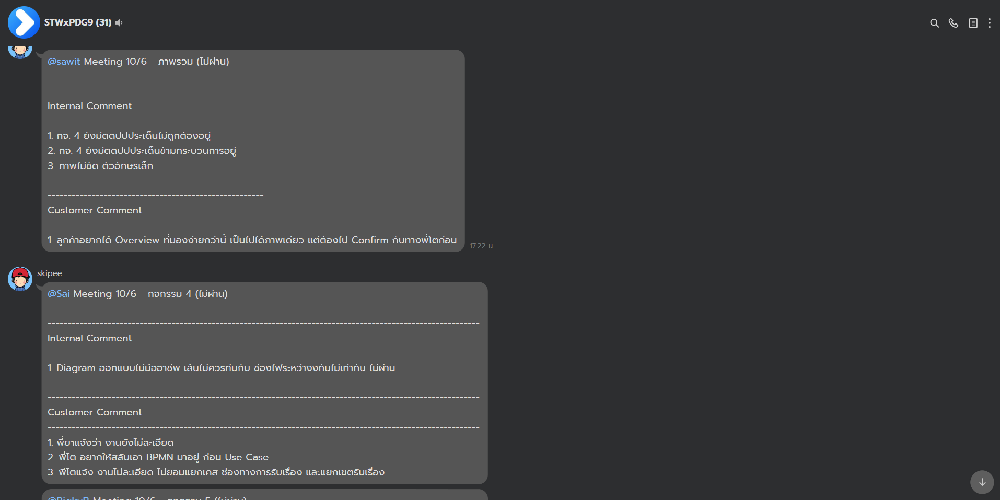 STWxPDG9 (31)
@sawit Meeting 10/6 - ภาพรวม (ไม่ผ่าน)
------------------------------------------------------
Internal Comment
------------------------------------------------------
1. กจ. 4 ยังมีติดปปประเด็นไม่ถูกต้องอยู่
2. กจ. 4 ยังมีติดปปประเด็นข้ามกระบวนการอยู่
3. ภาพไม่ชัด ตัวอักษรเล็ก
------------------------------------------------------
Customer Comment
------------------------------------------------------
1. ลูกค้าอยากได้ Overview ที่มองง่ายกว่านี้ เป็นไปได้ภาพเดียว แต่ต้องไป Confirm กับทางพี่โตก่อน
17.22 น.
skipee
@Sai Meeting 10/6 - กิจกรรม 4 (ไม่ผ่าน)
------------------------------------------------------------------------------------------------------------
Internal Comment
------------------------------------------------------------------------------------------------------------
1. Diagram ออกแบบไม่มืออาชีพ เส้นไม่ควรทีบกับ ช่องไฟระหว่างงกันไม่เท่ากัน ไม่ผ่าน
------------------------------------------------------------------------------------------------------------
Customer Comment
------------------------------------------------------------------------------------------------------------
1. พี่ยาแจ้งว่า งานยังไม่ละเอียด
2. พี่โต อยากให้สลับเอา BPMN มาอยู่ ก่อน Use Case
3. พีโตแจ้ง งานไม่ละเอียด ไม่ยอมแยกเคส ช่องทางการรับเรื่อง และแยกเขตรับเรื่อง
Meeting 10/6 - กิจกรรม 5 (ไม่ผ่าน)